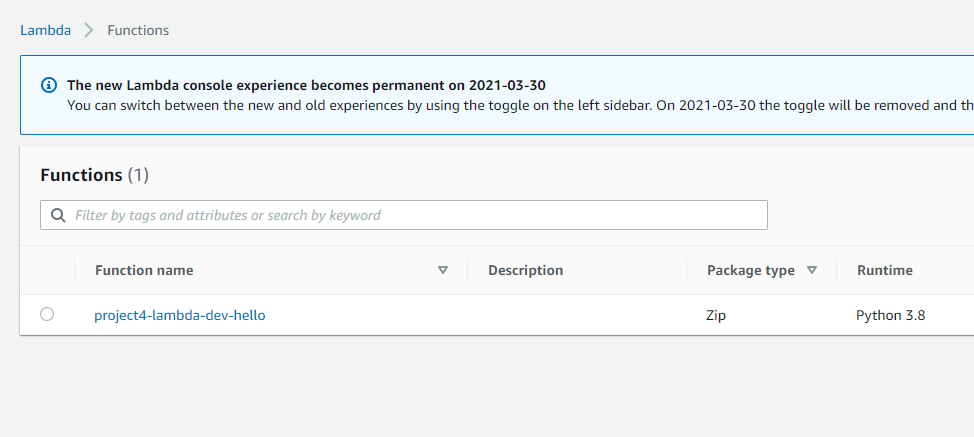 Lambda > Functions
The new Lambda console experience becomes permanent on 2021-03-30
You can switch between the new and old experiences by using the toggle on the left sidebar. On 2021-03-30 the toggle will be removed and th
Functions (1)
Filter by tags and attributes or search by keyword
Function name Description Package type Runtime
project4-lambda-dev-hello Zip Python 3.8